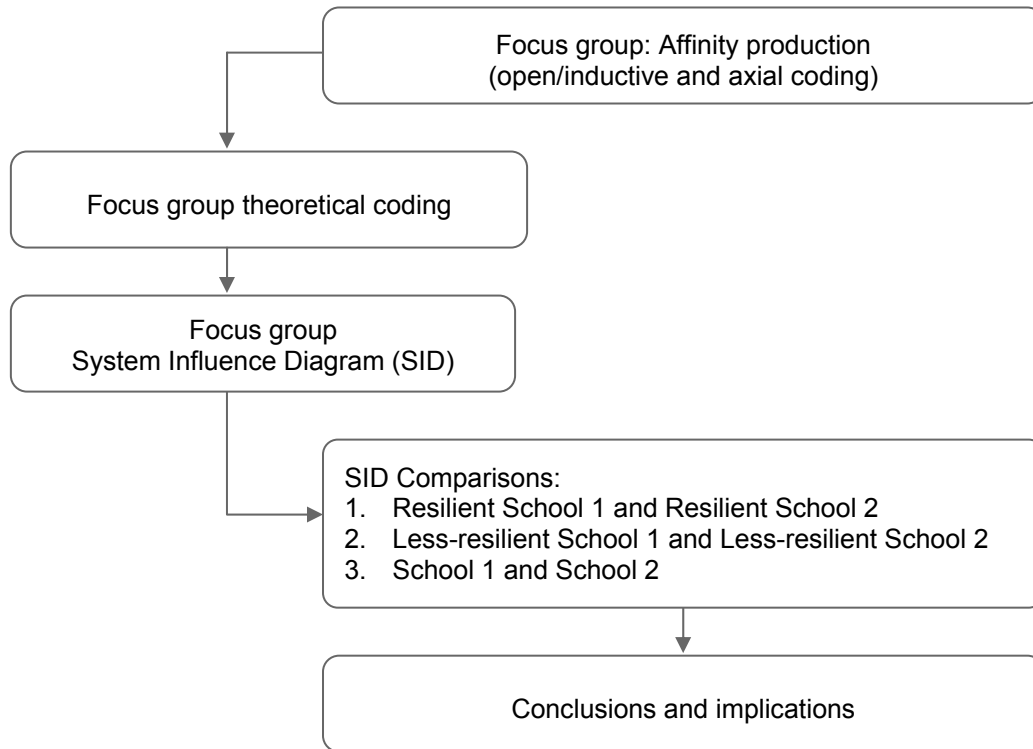 Focus group: Affinity production
(open/inductive and axial coding)
Focus group theoretical coding
Focus group
System Influence Diagram (SID)
SID Comparisons:
1. Resilient School 1 and Resilient School 2
2. Less-resilient School 1 and Less-resilient School 2
3. School 1 and School 2
Conclusions and implications